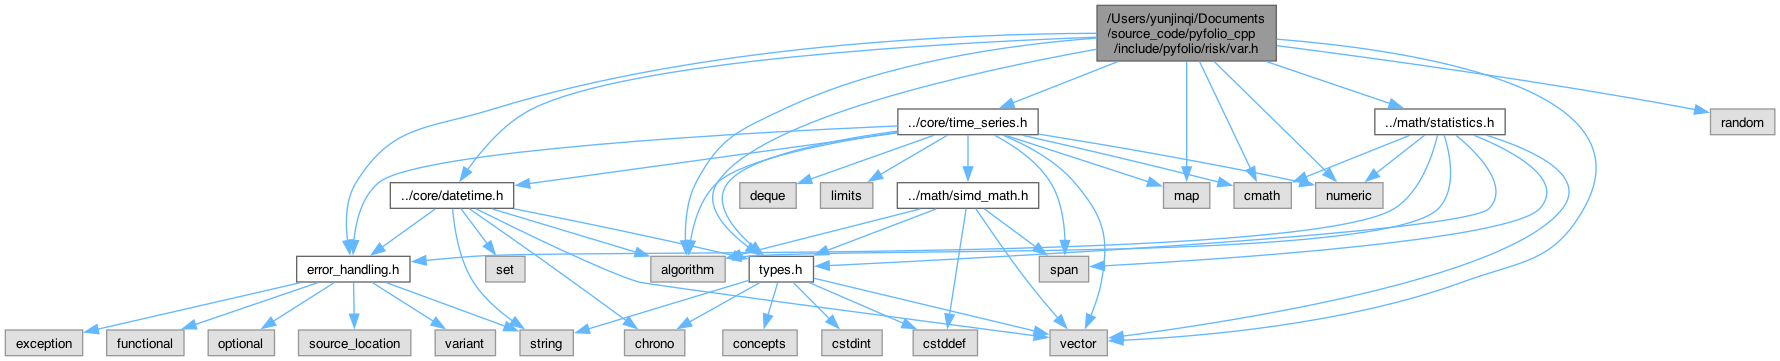 /Users/yunjinqi/Documents
/source_code/pyfolio_cpp
/include/pyfolio/risk/var.h
../core/time_series.h
../math/statistics.h
random
../core/datetime.h
deque
limits
../math/simd_math.h
map
cmath
numeric
error_handling.h
set
algorithm
types.h
span
exception
functional
optional
source_location
variant
string
chrono
concepts
cstdint
cstddef
vector